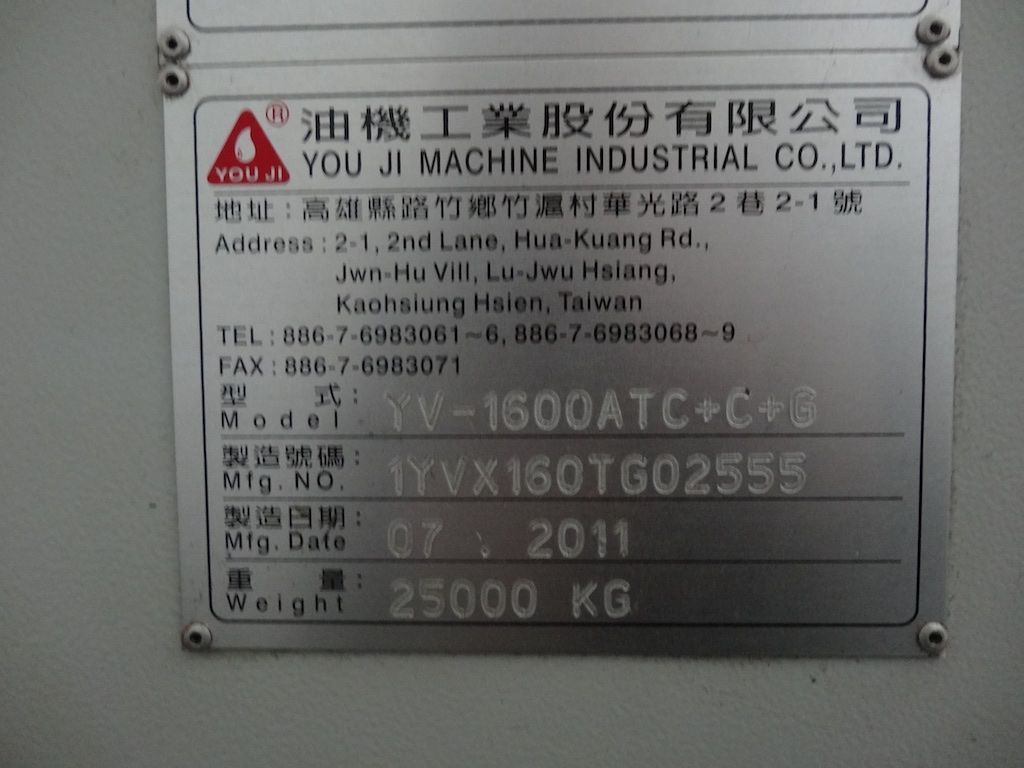 YOU JI ®
油機工業股份有限公司
YOU JI MACHINE INDUSTRIAL CO.,LTD.
地址：高雄縣路竹鄉竹滬村華光路2巷2-1號
Address : 2-1, 2nd Lane, Hua-Kuang Rd.,
Jwn-Hu Vill, Lu-Jwu Hsiang,
Kaohsiung Hsien, Taiwan
TEL : 886-7-6983061~6, 886-7-6983068~9
FAX : 886-7-6983071
型 式：
Model YV-1600ATC+C+G
製造號碼：
Mfg. NO. 1YVX160TG02555
製造日期：
Mfg. Date 07 . 2011
重 量：
Weight 25000 KG